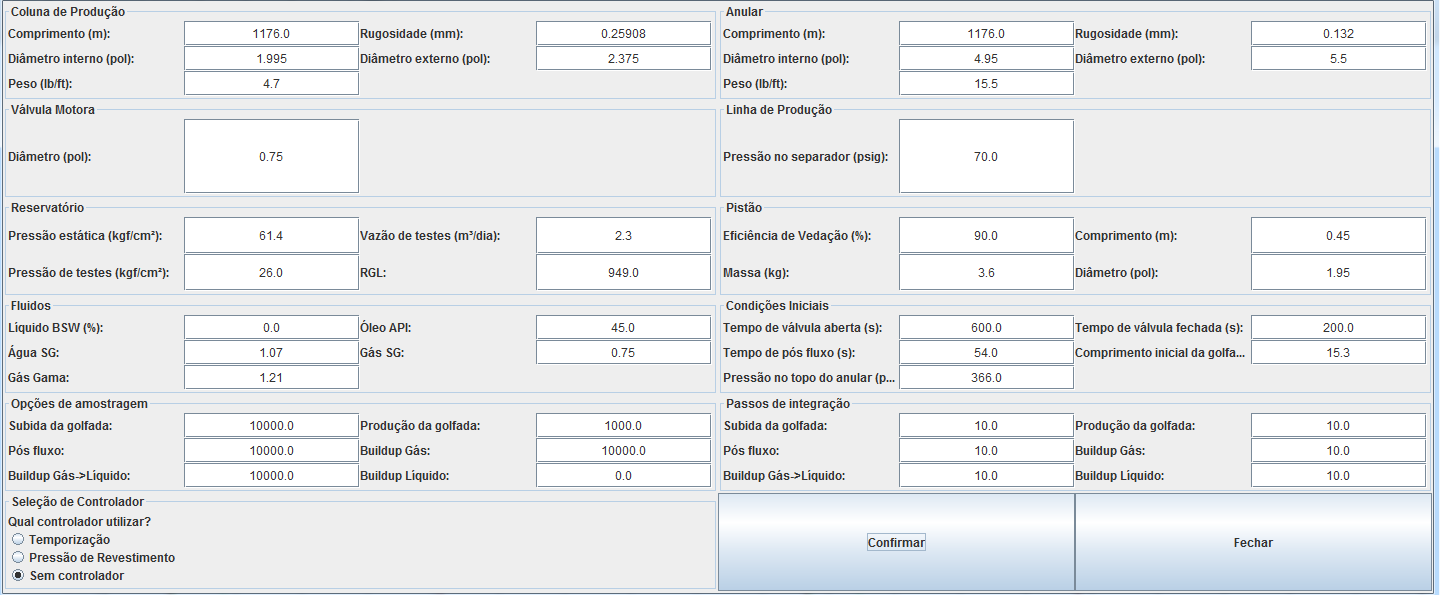 Coluna de Produção
Comprimento (m): 1176.0 Rugosidade (mm): 0.25908
Diâmetro interno (pol): 1.995 Diâmetro externo (pol): 2.375
Peso (lb/ft): 4.7
Anular
Comprimento (m): 1176.0 Rugosidade (mm): 0.132
Diâmetro interno (pol): 4.95 Diâmetro externo (pol): 5.5
Peso (lb/ft): 15.5
Válvula Motora
Diâmetro (pol): 0.75
Linha de Produção
Pressão no separador (psig): 70.0
Reservatório
Pressão estática (kgf/cm²): 61.4 Vazão de testes (m³/dia): 2.3
Pressão de testes (kgf/cm²): 26.0 RGL: 949.0
Pistão
Eficiência de Vedação (%): 90.0 Comprimento (m): 0.45
Massa (kg): 3.6 Diâmetro (pol): 1.95
Fluidos
Líquido BSW (%): 0.0 Óleo API: 45.0
Água SG: 1.07 Gás SG: 0.75
Gás Gama: 1.21
Condições Iniciais
Tempo de válvula aberta (s): 600.0 Tempo de válvula fechada (s): 200.0
Tempo de pós fluxo (s): 54.0 Comprimento inicial da golfa... 15.3
Pressão no topo do anular (p... 366.0
Opções de amostragem
Subida da golfada: 10000.0 Produção da golfada: 1000.0
Pós fluxo: 10000.0 Buildup Gás: 10000.0
Buildup Gás->Líquido: 10000.0 Buildup Líquido: 0.0
Passos de integração
Subida da golfada: 10.0 Produção da golfada: 10.0
Pós fluxo: 10.0 Buildup Gás: 10.0
Buildup Gás->Líquido: 10.0 Buildup Líquido: 10.0
Seleção de Controlador
Qual controlador utilizar?
Temporização
Pressão de Revestimento
Sem controlador
Confirmar
Fechar